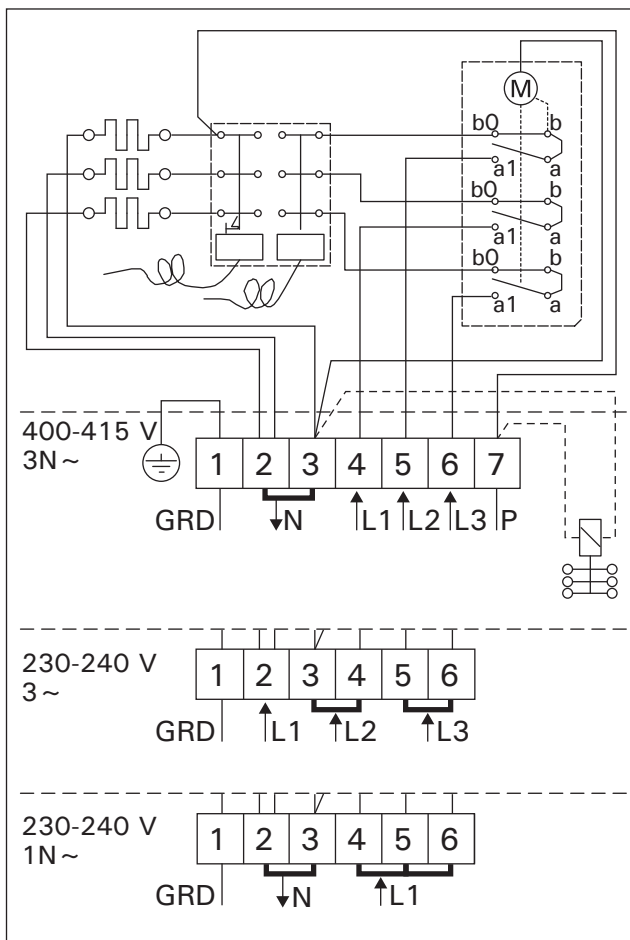 M
b0 b
a1 a
b0 b
a1 a
b0 b
a1 a
400-415 V
3N~
1 2 3 4 5 6 7
GRD N L1 L2 L3 P
230-240 V
3~
1 2 3 4 5 6
GRD L1 L2 L3
230-240 V
1N~
1 2 3 4 5 6
GRD N L1